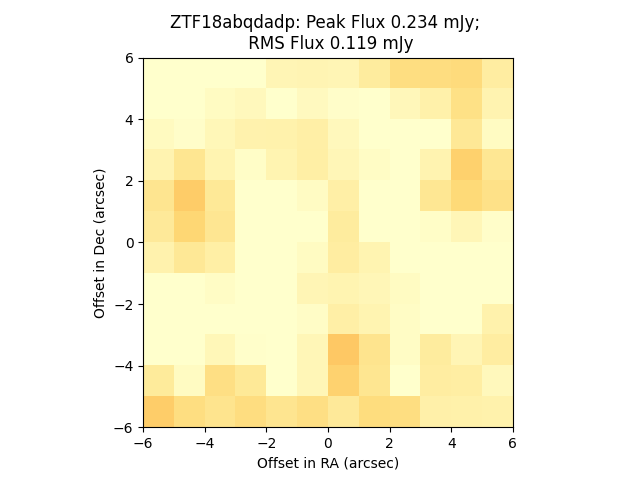 ZTF18abqdadp: Peak Flux 0.234 mJy;
RMS Flux 0.119 mJy
6
4
2
0
−2
−4
−6
Offset in Dec (arcsec)
−6 −4 −2 0 2 4 6
Offset in RA (arcsec)